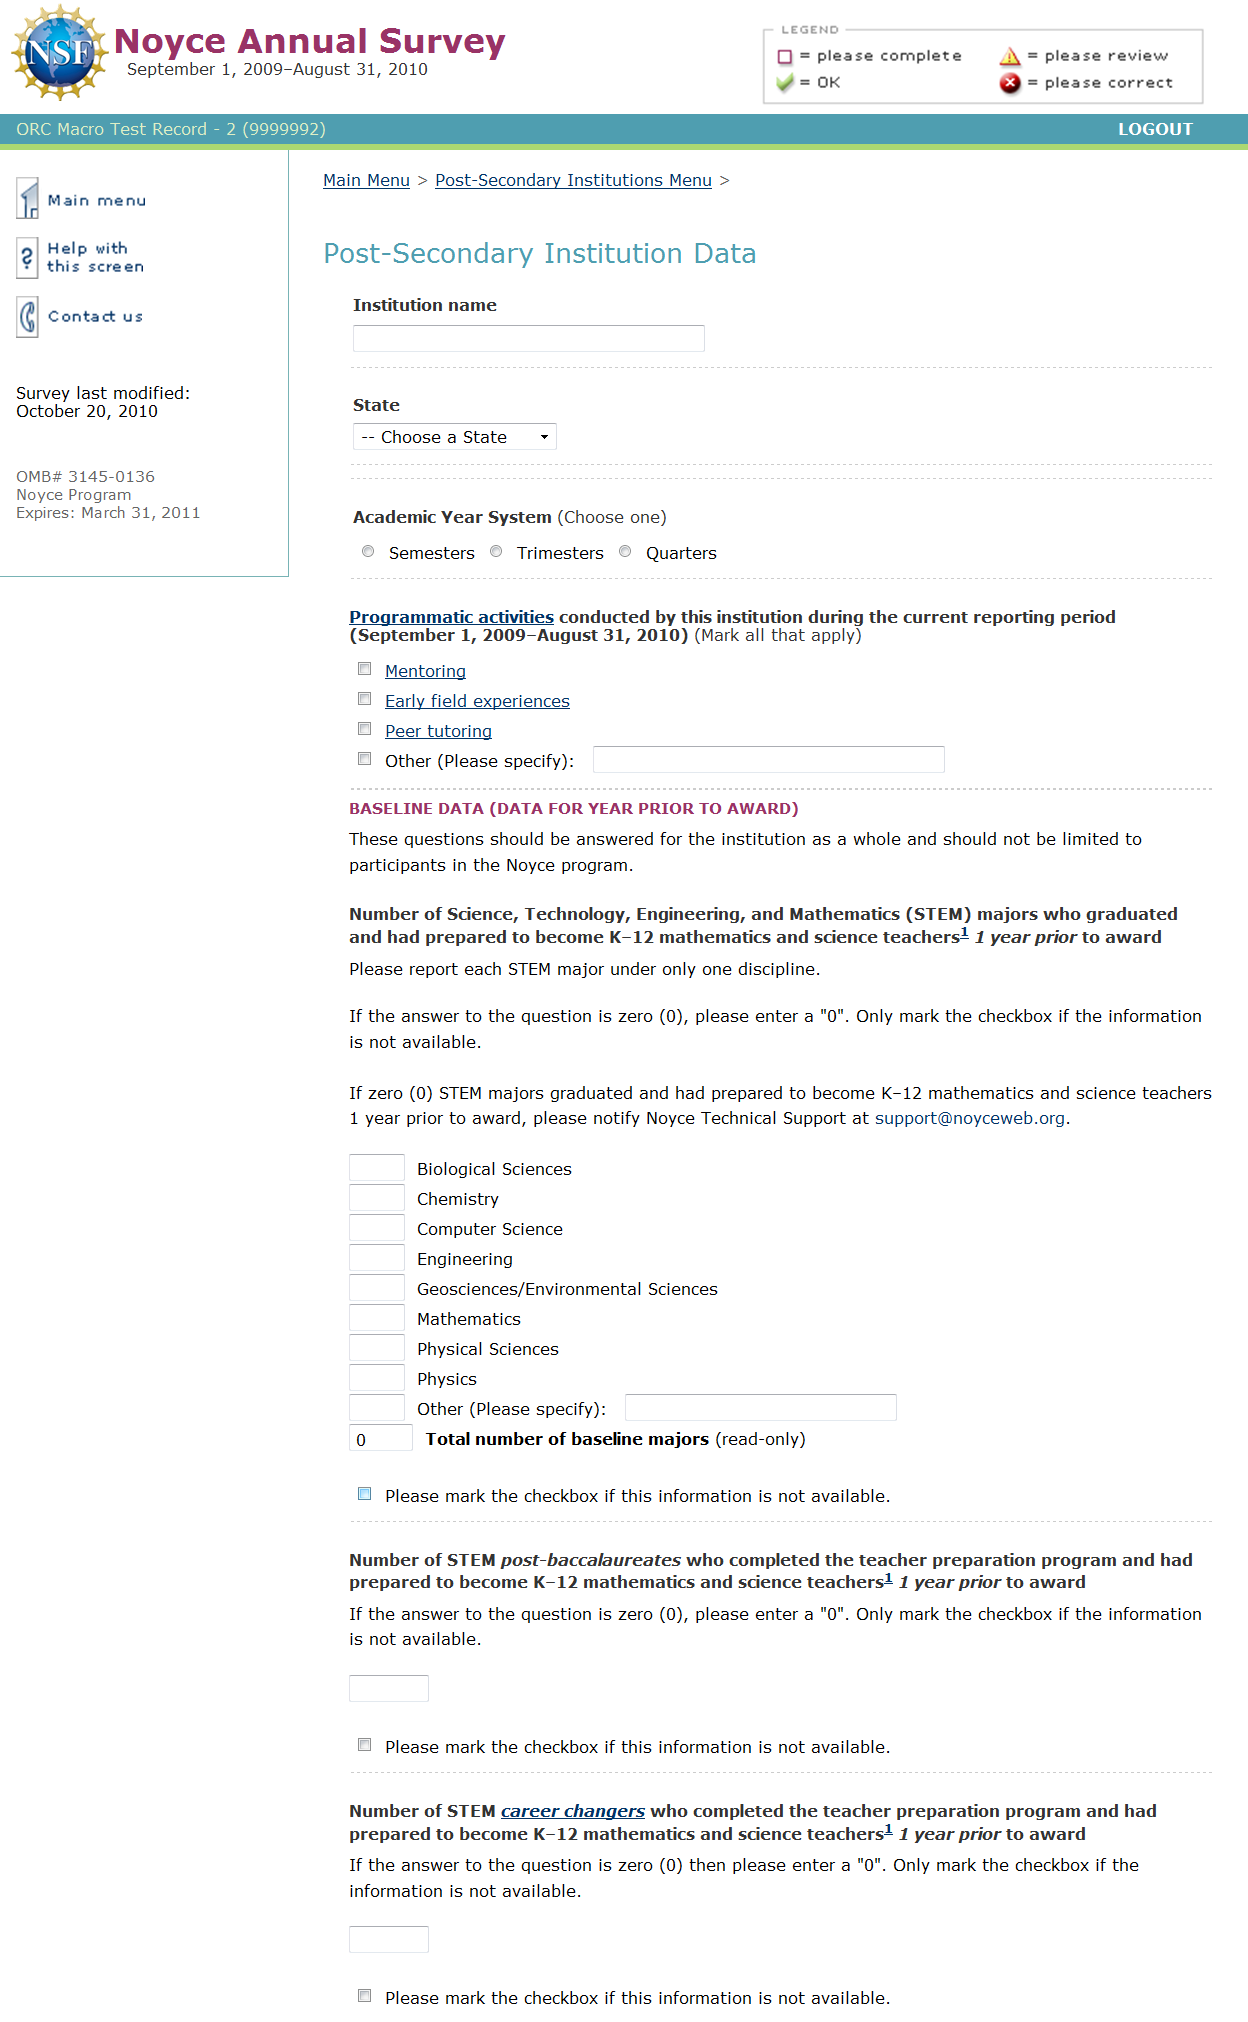 NSF
Noyce Annual Survey
September 1, 2009–August 31, 2010
LEGEND
= please complete
= please review
= OK
= please correct
ORC Macro Test Record - 2 (9999992)
LOGOUT
Main menu
Help with
this screen
Contact us
Survey last modified:
October 20, 2010
OMB# 3145-0136
Noyce Program
Expires: March 31, 2011
Main Menu > Post-Secondary Institutions Menu >
Post-Secondary Institution Data
Institution name
State
-- Choose a State
Academic Year System (Choose one)
Semesters Trimesters Quarters
Programmatic activities conducted by this institution during the current reporting period
(September 1, 2009–August 31, 2010) (Mark all that apply)
Mentoring
Early field experiences
Peer tutoring
Other (Please specify):
BASELINE DATA (DATA FOR YEAR PRIOR TO AWARD)
These questions should be answered for the institution as a whole and should not be limited to
participants in the Noyce program.
Number of Science, Technology, Engineering, and Mathematics (STEM) majors who graduated
and had prepared to become K–12 mathematics and science teachers1 1 year prior to award
Please report each STEM major under only one discipline.
If the answer to the question is zero (0), please enter a "0". Only mark the checkbox if the information
is not available.
If zero (0) STEM majors graduated and had prepared to become K–12 mathematics and science teachers
1 year prior to award, please notify Noyce Technical Support at support@noyceweb.org.
Biological Sciences
Chemistry
Computer Science
Engineering
Geosciences/Environmental Sciences
Mathematics
Physical Sciences
Physics
Other (Please specify):
0 Total number of baseline majors (read-only)
Please mark the checkbox if this information is not available.
Number of STEM post-baccalaureates who completed the teacher preparation program and had
prepared to become K–12 mathematics and science teachers1 1 year prior to award
If the answer to the question is zero (0), please enter a "0". Only mark the checkbox if the information
is not available.
Please mark the checkbox if this information is not available.
Number of STEM career changers who completed the teacher preparation program and had
prepared to become K–12 mathematics and science teachers1 1 year prior to award
If the answer to the question is zero (0) then please enter a "0". Only mark the checkbox if the
information is not available.
Please mark the checkbox if this information is not available.